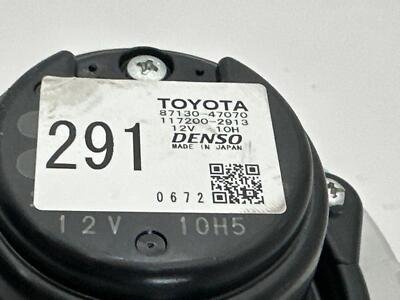 TOYOTA
87130-47070
117200-2913
12V 10H
DENSO
MADE IN JAPAN
291
0672
12V 10H5